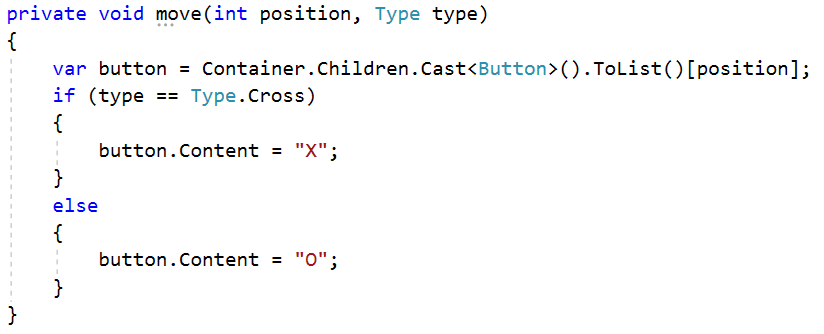 private void move(int position, Type type)
{
    var button = Container.Children.Cast<Button>().ToList()[position];
    if (type == Type.Cross)
    {
        button.Content = "X";
    }
    else
    {
        button.Content = "O";
    }
}